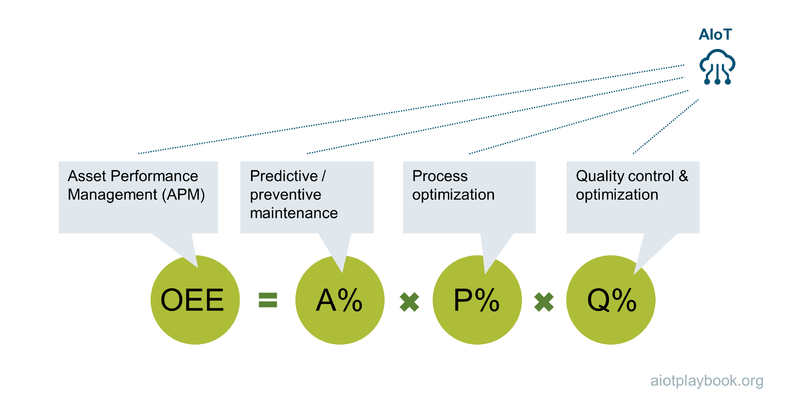 AIoT
Asset Performance
Management (APM)
Predictive /
preventive
maintenance
Process
optimization
Quality control &
optimization
OEE = A% × P% × Q%
aiotplaybook.org